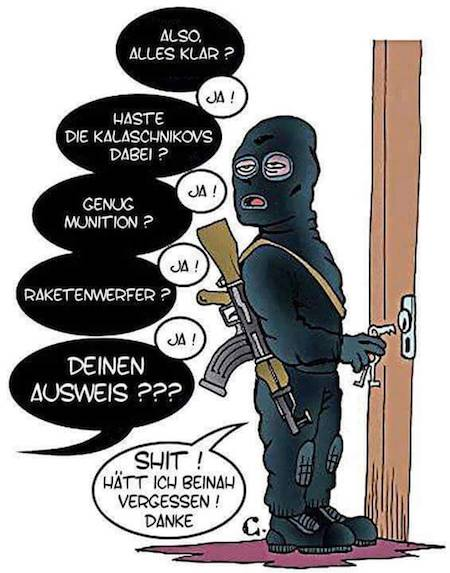 ALSO,
ALLES KLAR ?
JA !
HASTE
DIE KALASCHNIKOVS
DABEI ?
JA !
GENUG
MUNITION ?
JA !
RAKETENWERFER ?
JA !
DEINEN
AUSWEIS ???
SHIT !
HÄTT ICH BEINAH
VERGESSEN !
DANKE
C.